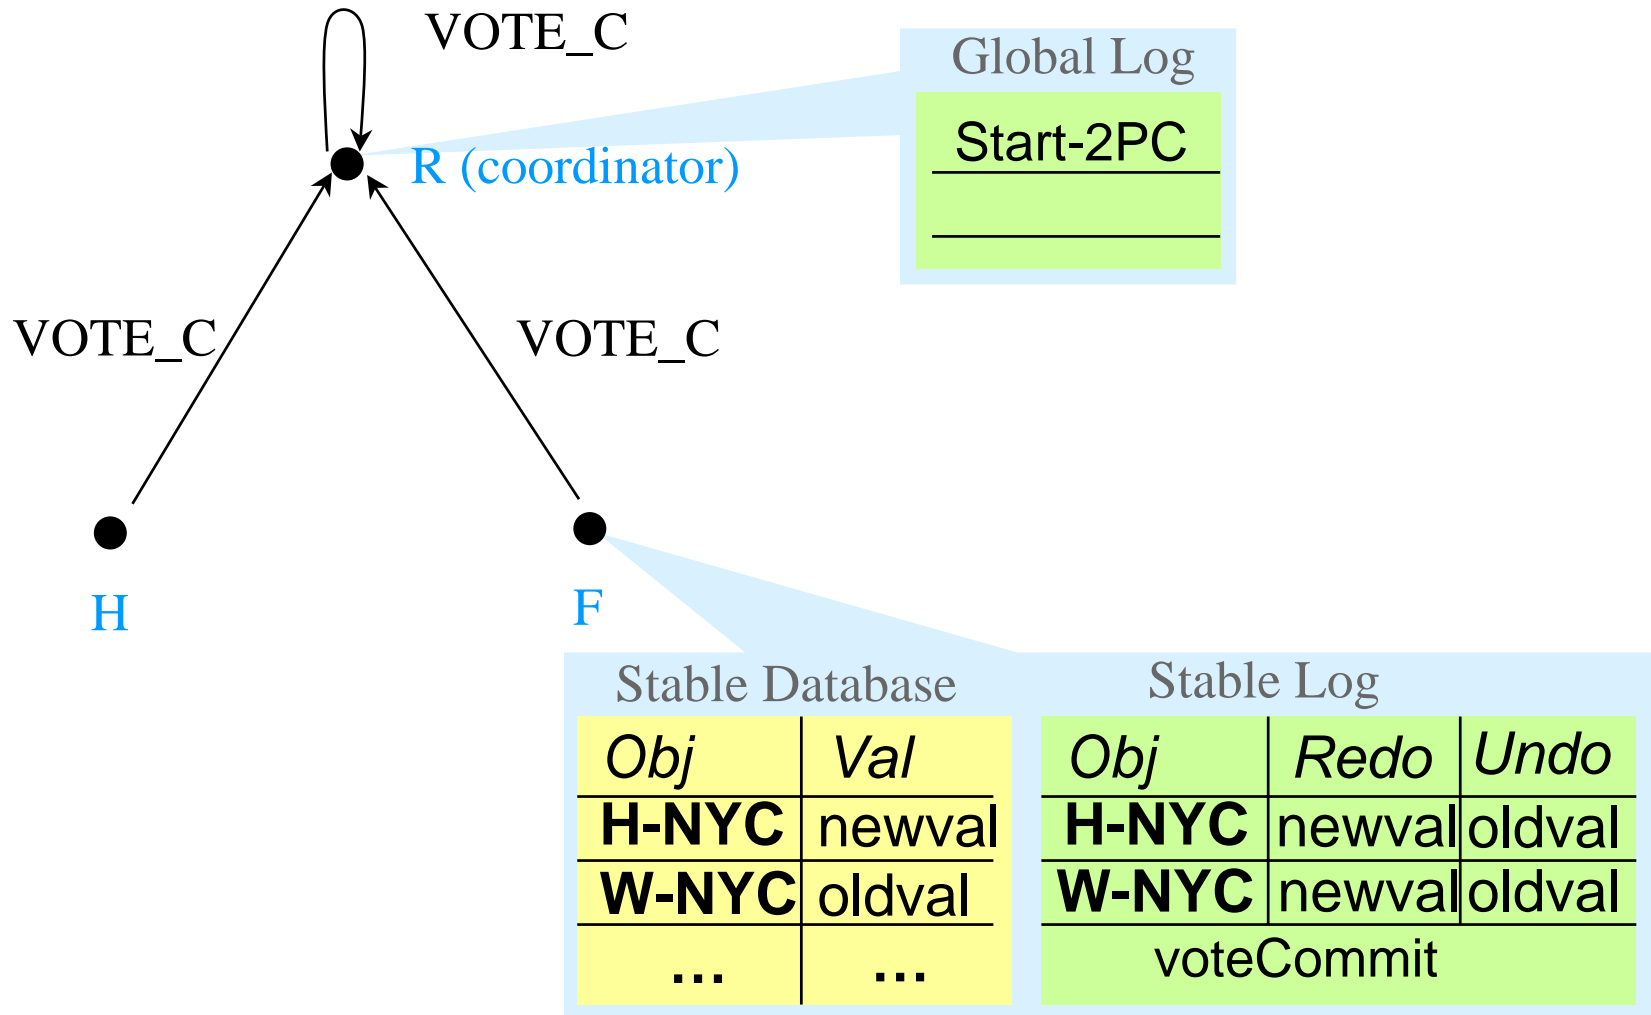 VOTE_C
Global Log
Start-2PC
R (coordinator)
VOTE_C
VOTE_C
H
F
Stable Database
Obj Val
H-NYC newval
W-NYC oldval
... ...
Stable Log
Obj Redo Undo
H-NYC newval oldval
W-NYC newval oldval
voteCommit